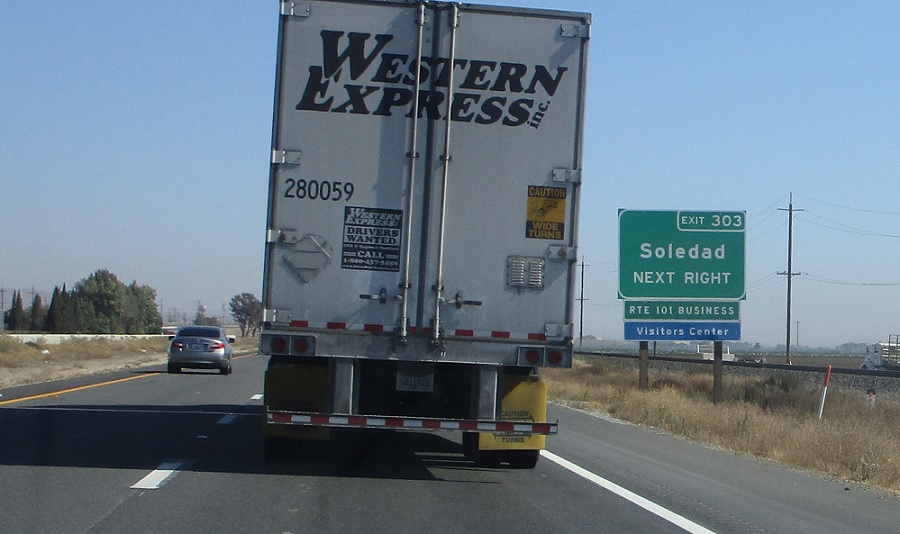 WESTERN
EXPRESS inc.
280059
WESTERN
EXPRESS
DRIVERS
WANTED
CALL
CAUTION
WIDE
TURNS
EXIT 303
Soledad
NEXT RIGHT
RTE 101 BUSINESS
Visitors Center
CAUTION
TURNS